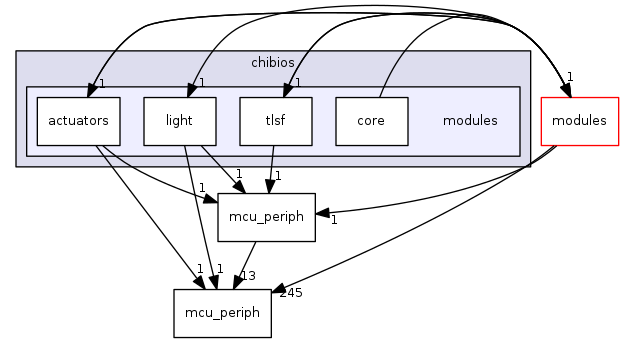 chibios
1
1
1
1
actuators
light
tlsf
core
modules
modules
1
1
1
mcu_periph
1
1
1
13
245
mcu_periph